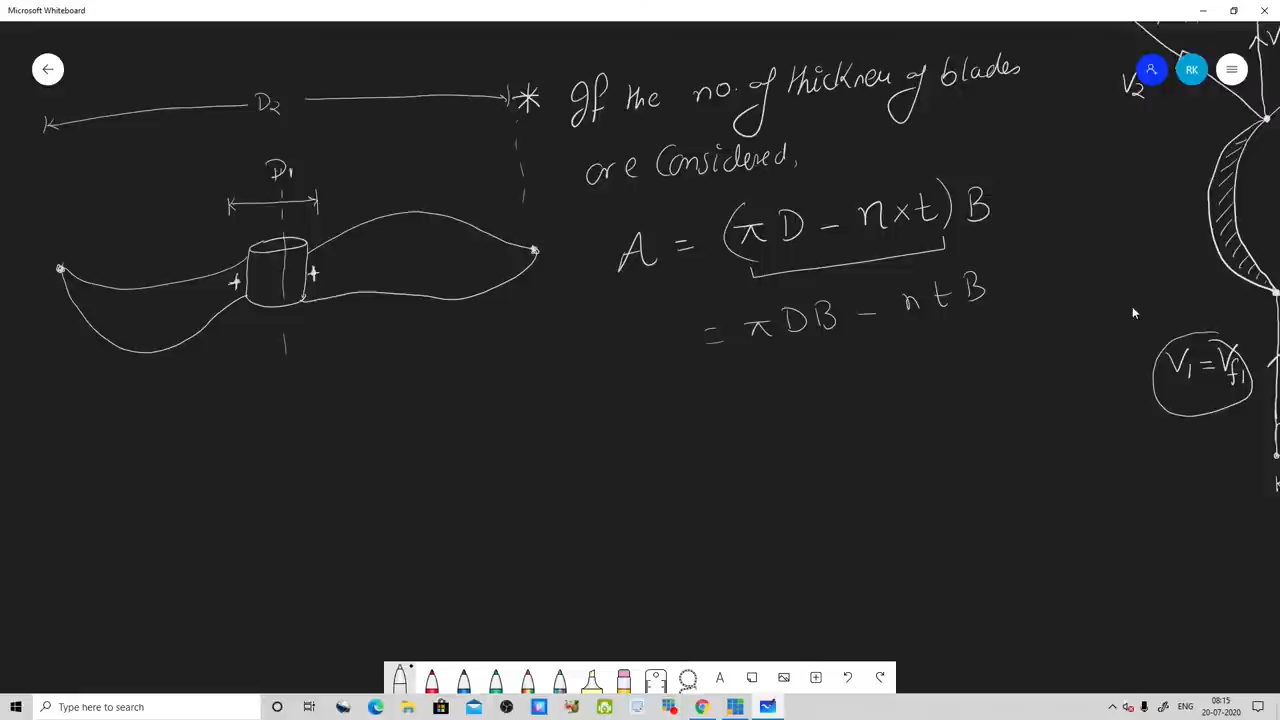 Microsoft Whiteboard
RK
D2
D1
* If the no. of thicknes of blades
are Considered,
A = (πD - n×t) B
= πDB - ntB
V2
V
V1 = Vf1
Type here to search
ENG
08:15
20-07-2020